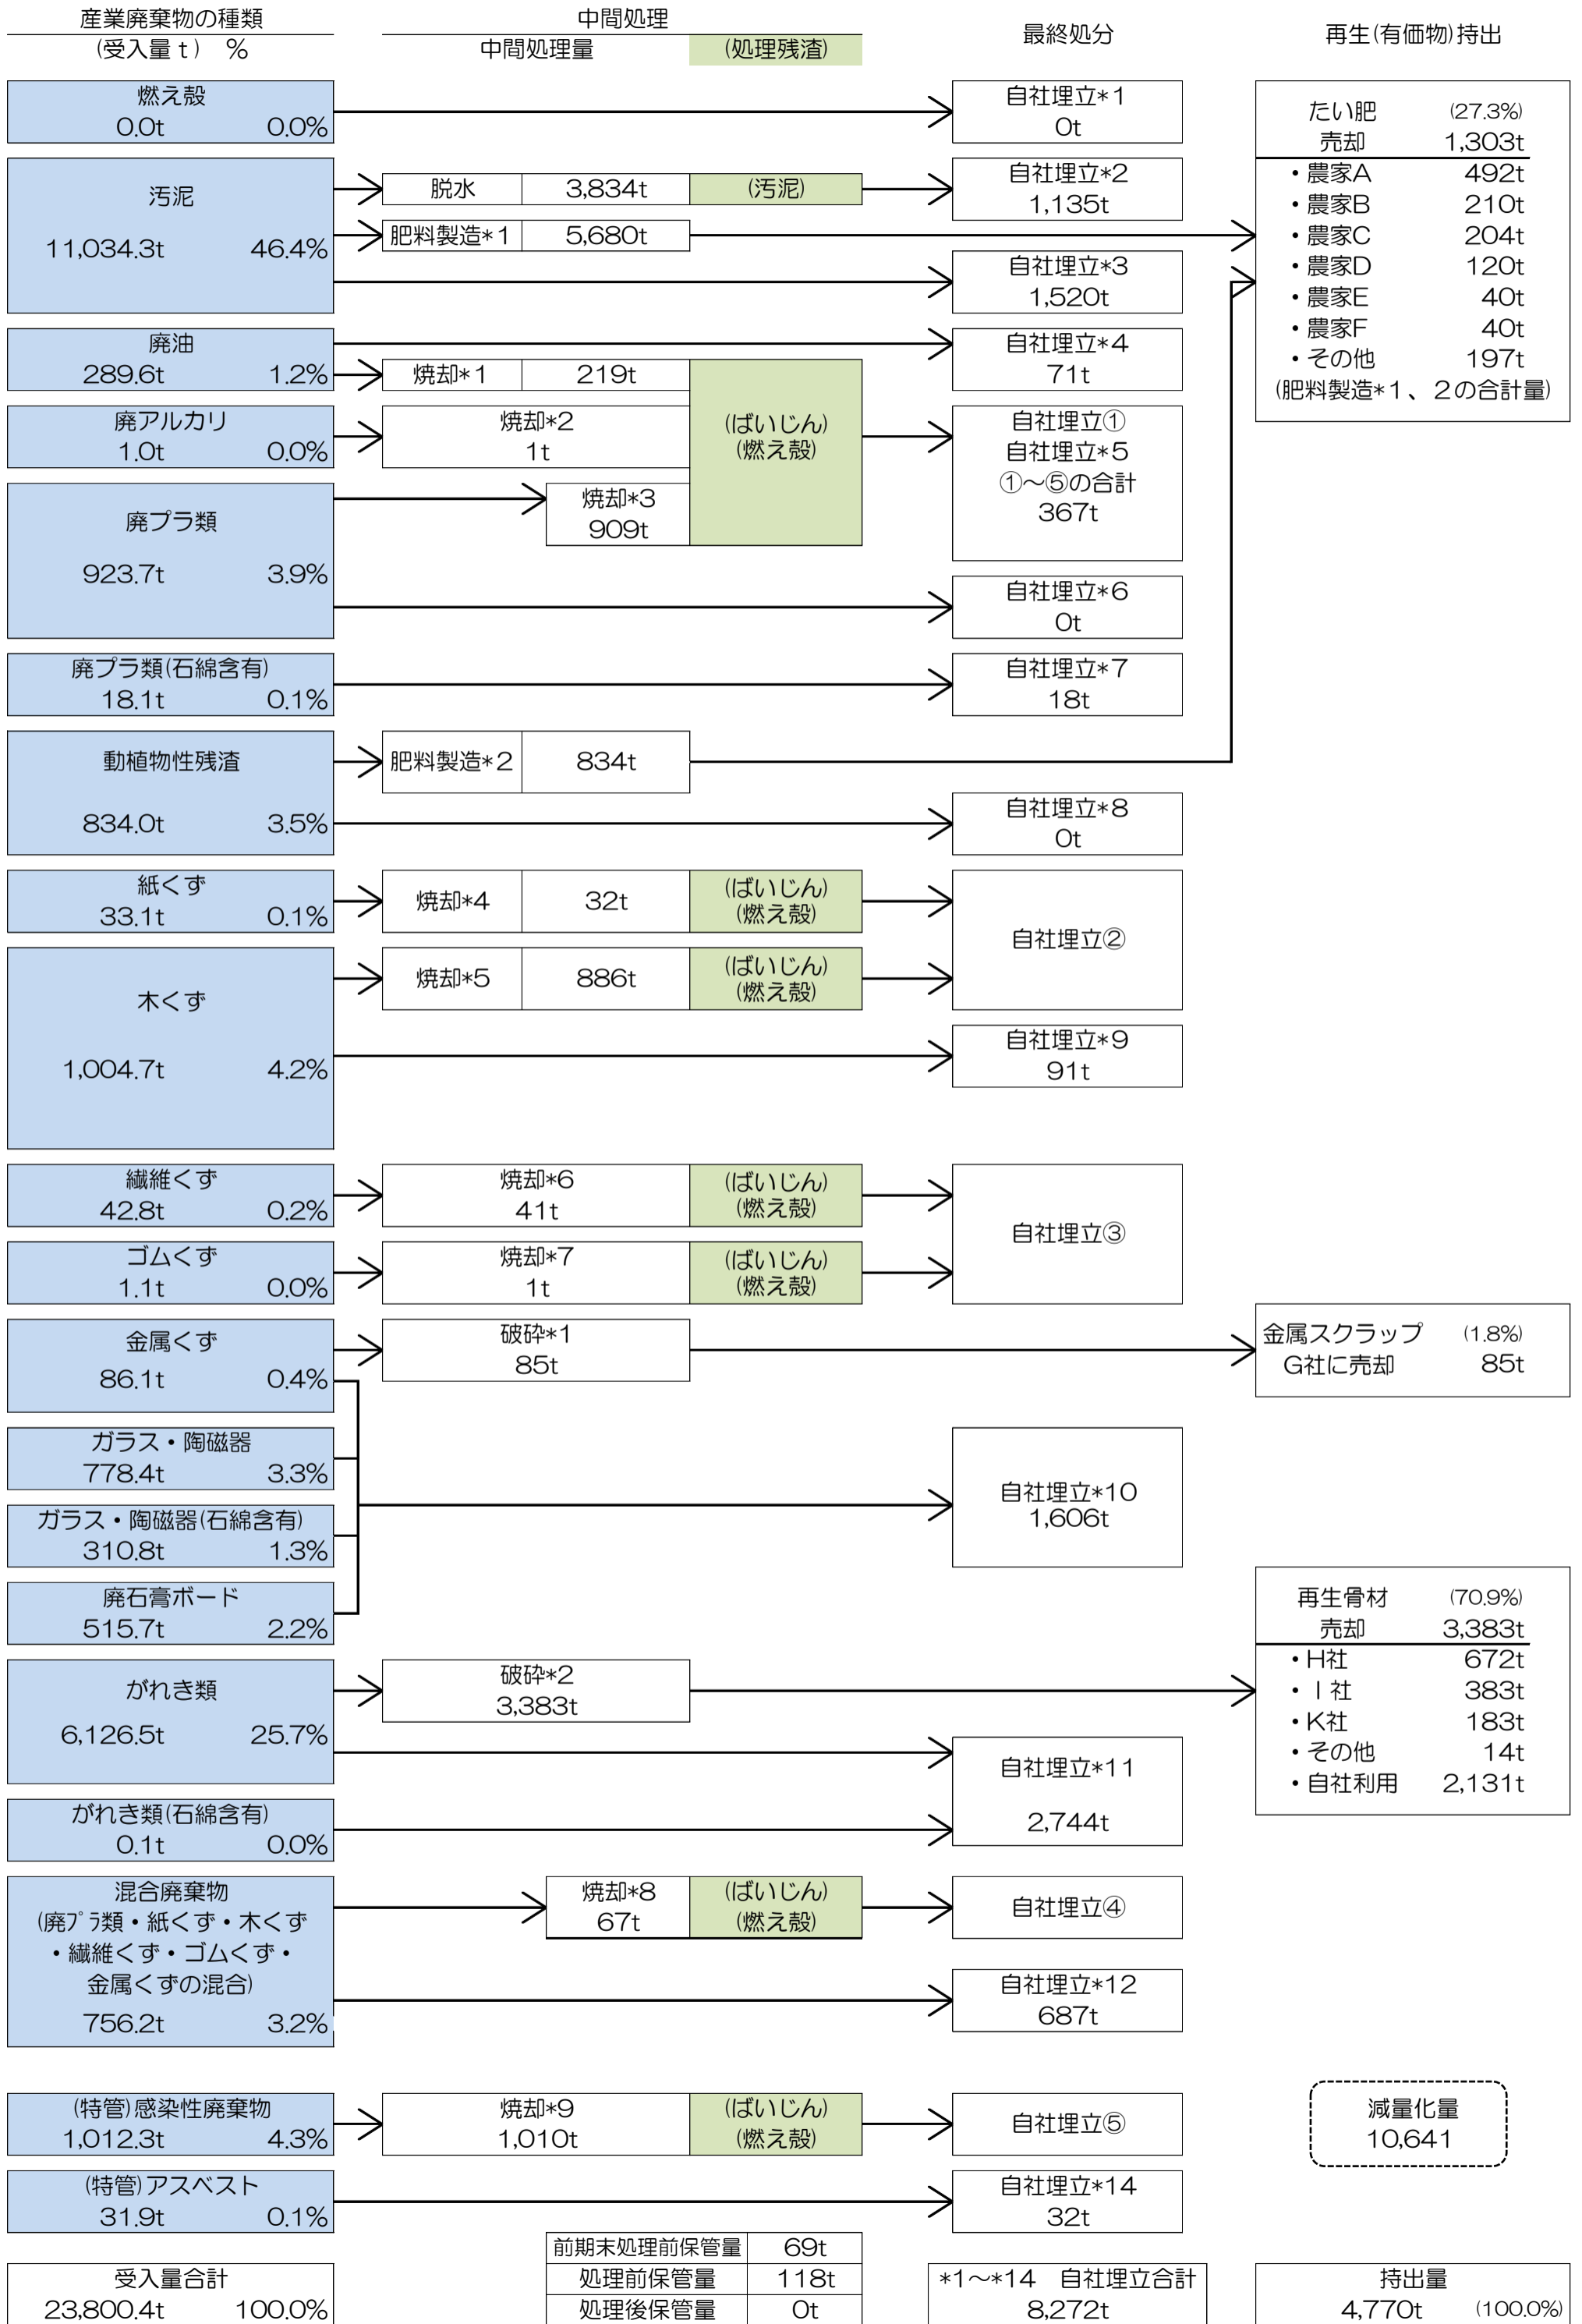 産業廃棄物の種類
(受入量ｔ)　％
中間処理
中間処理量
(処理残渣)
最終処分
再生(有価物)持出
燃え殻
0.0t 0.0%
自社埋立*1
0t
汚泥
11,034.3t 46.4%
脱水 3,834t (汚泥)
自社埋立*2
1,135t
肥料製造*1 5,680t
自社埋立*3
1,520t
たい肥 (27.3%)
売却 1,303t
・農家A 492t
・農家B 210t
・農家C 204t
・農家D 120t
・農家E 40t
・農家F 40t
・その他 197t
(肥料製造*1、2の合計量)
廃油
289.6t 1.2%
自社埋立*4
71t
焼却*1 219t
廃アルカリ
1.0t 0.0%
焼却*2
1t
(ばいじん)
(燃え殻)
自社埋立①
自社埋立*5
①～⑤の合計
367t
廃プラ類
923.7t 3.9%
焼却*3
909t
自社埋立*6
0t
廃プラ類(石綿含有)
18.1t 0.1%
自社埋立*7
18t
動植物性残渣
834.0t 3.5%
肥料製造*2 834t
自社埋立*8
0t
紙くず
33.1t 0.1%
焼却*4 32t
(ばいじん)
(燃え殻)
自社埋立②
木くず
1,004.7t 4.2%
焼却*5 886t
(ばいじん)
(燃え殻)
自社埋立*9
91t
繊維くず
42.8t 0.2%
焼却*6
41t
(ばいじん)
(燃え殻)
自社埋立③
ゴムくず
1.1t 0.0%
焼却*7
1t
(ばいじん)
(燃え殻)
金属くず
86.1t 0.4%
破砕*1
85t
金属スクラップ (1.8%)
G社に売却 85t
ガラス・陶磁器
778.4t 3.3%
ガラス・陶磁器(石綿含有)
310.8t 1.3%
自社埋立*10
1,606t
廃石膏ボード
515.7t 2.2%
がれき類
6,126.5t 25.7%
破砕*2
3,383t
再生骨材 (70.9%)
売却 3,383t
・H社 672t
・Ｉ社 383t
・K社 183t
・その他 14t
・自社利用 2,131t
自社埋立*11
2,744t
がれき類(石綿含有)
0.1t 0.0%
混合廃棄物
(廃ﾌﾟﾗ類・紙くず・木くず
・繊維くず・ゴムくず・
金属くずの混合)
756.2t 3.2%
焼却*8
67t
(ばいじん)
(燃え殻)
自社埋立④
自社埋立*12
687t
(特管)感染性廃棄物
1,012.3t 4.3%
焼却*9
1,010t
(ばいじん)
(燃え殻)
自社埋立⑤
減量化量
10,641
(特管)アスベスト
31.9t 0.1%
自社埋立*14
32t
受入量合計
23,800.4t 100.0%
前期末処理前保管量 69t
処理前保管量 118t
処理後保管量 0t
*1～*14　自社埋立合計
8,272t
持出量
4,770t (100.0%)